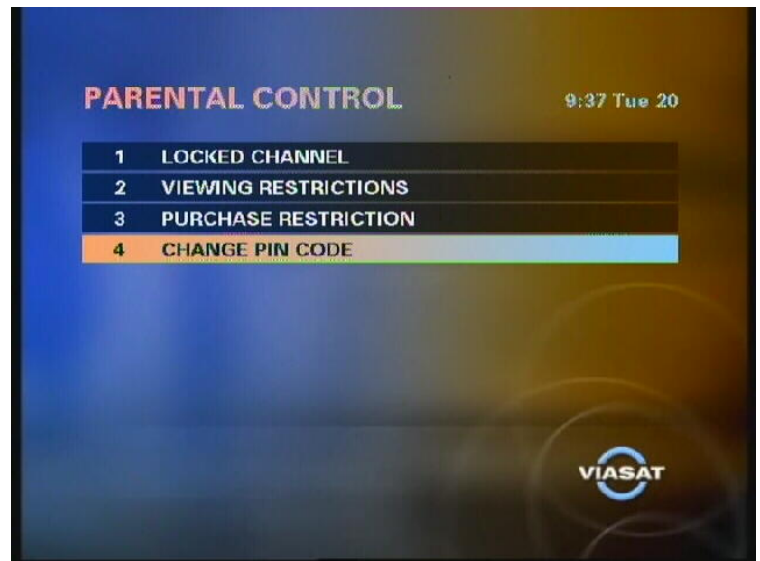 PARENTAL CONTROL 9:37 Tue 20
1 LOCKED CHANNEL
2 VIEWING RESTRICTIONS
3 PURCHASE RESTRICTION
4 CHANGE PIN CODE
VIASAT